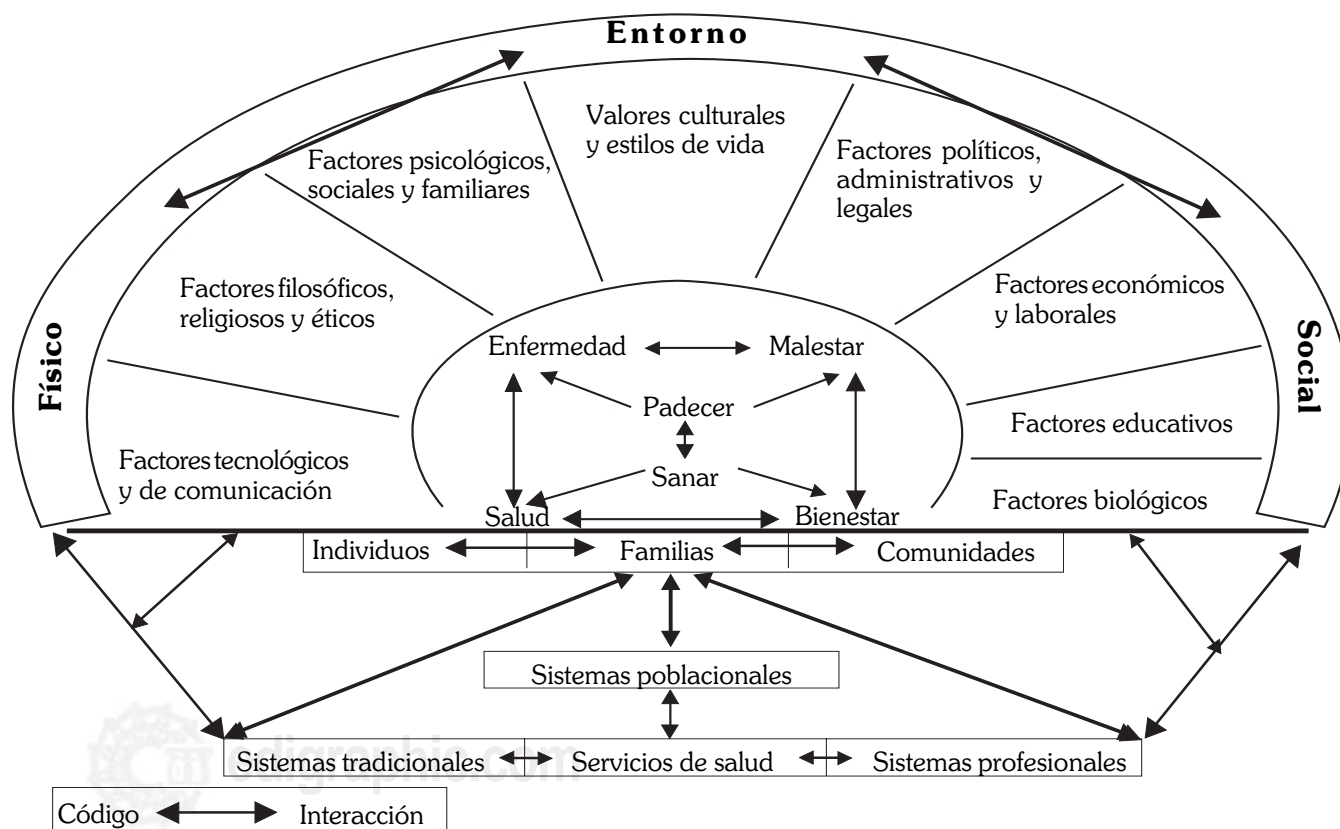 Entorno
Valores culturales
y estilos de vida
Factores psicológicos,
sociales y familiares
Factores políticos,
administrativos y
legales
Factores filosóficos,
religiosos y éticos
Factores económicos
y laborales
Físico
Social
Enfermedad
Malestar
Padecer
Factores educativos
Factores tecnológicos
y de comunicación
Sanar
Factores biológicos
Salud
Bienestar
Individuos
Familias
Comunidades
Sistemas poblacionales
edigraphic.com
Sistemas tradicionales
Servicios de salud
Sistemas profesionales
Código
Interacción